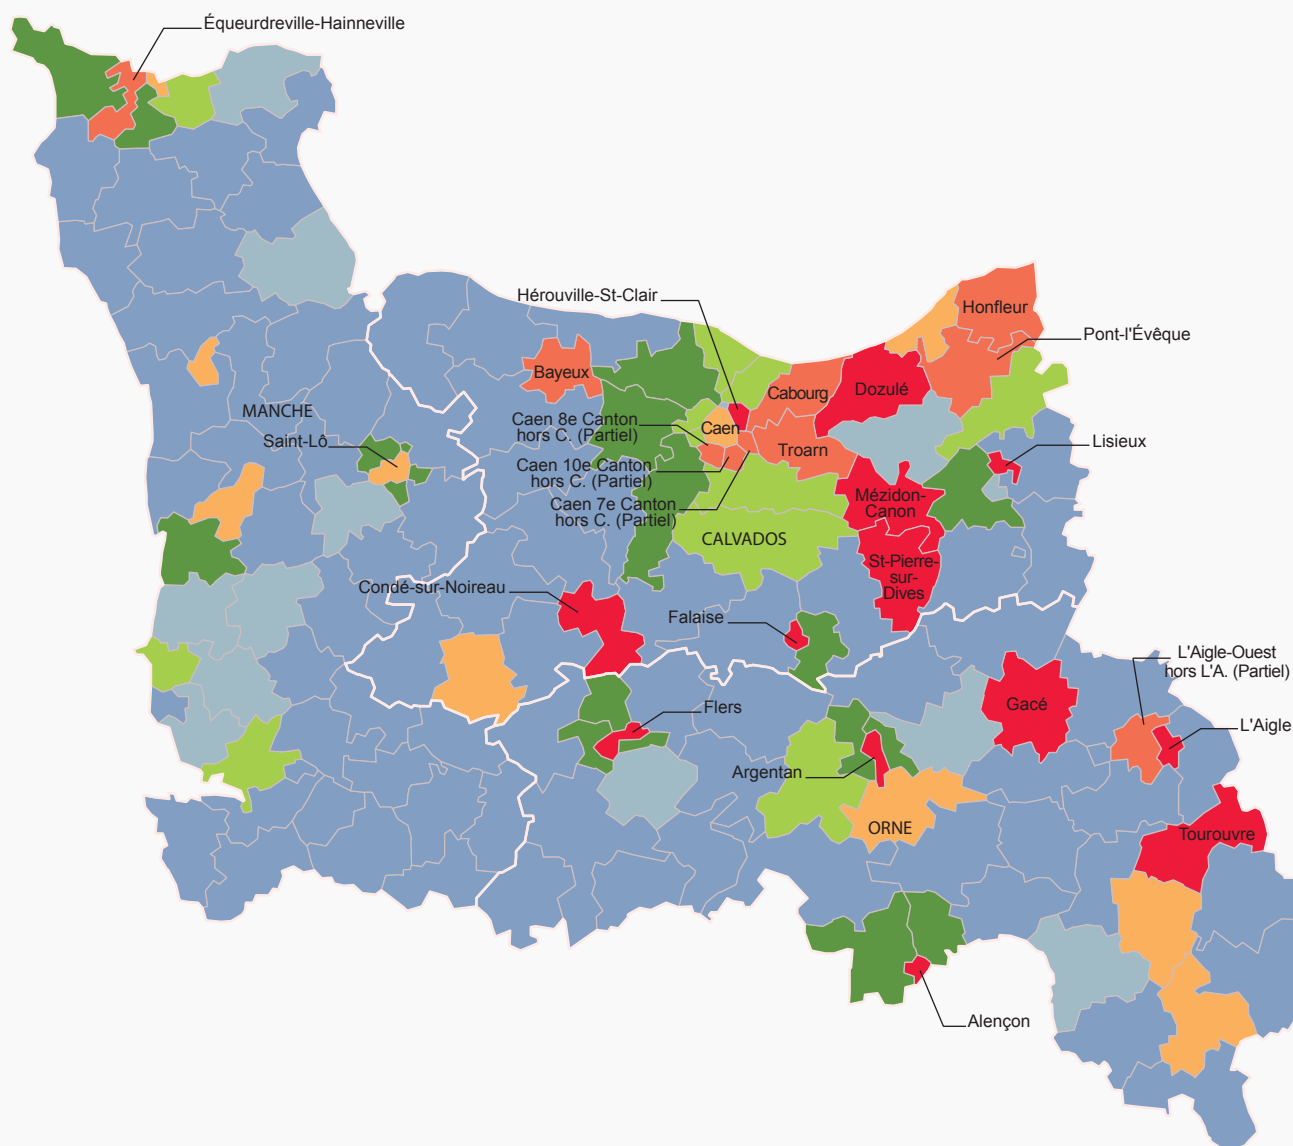 Équeurdreville-Hainneville
Hérouville-St-Clair
Honfleur
Pont-l'Évêque
Bayeux
Cabourg
Dozulé
MANCHE
Caen 8e Canton
hors C. (Partiel)
Caen
Saint-Lô
Troarn
Lisieux
Caen 10e Canton
hors C. (Partiel)
Mézidon-
Canon
Caen 7e Canton
hors C. (Partiel)
CALVADOS
St-Pierre-
sur-
Dives
Condé-sur-Noireau
Falaise
L'Aigle-Ouest
hors L'A. (Partiel)
Gacé
Flers
L'Aigle
Argentan
ORNE
Tourouvre
Alençon